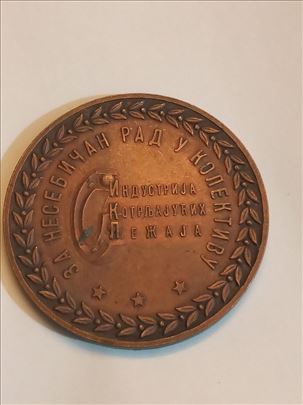 ЗА НЕСЕБИЧАН РАД У КОЛЕКТИВУ
ИНДУСТРИЈА
КОТРЉАЈУЋИХ
ЛЕЖАЈА